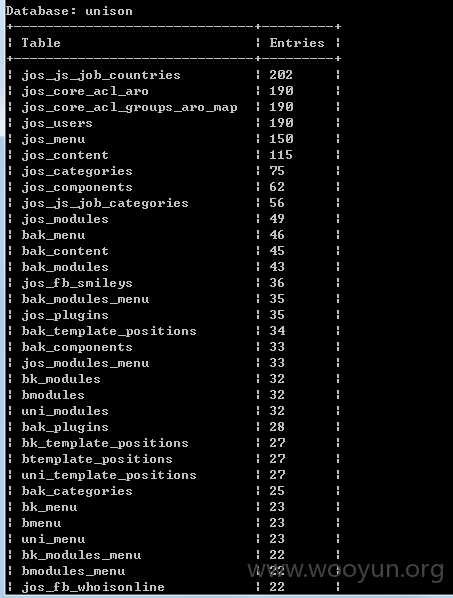 Database: unison
+------------------------------+---------+
| Table | Entries |
+------------------------------+---------+
| jos_js_job_countries | 202 |
| jos_core_acl_aro | 190 |
| jos_core_acl_groups_aro_map | 190 |
| jos_users | 190 |
| jos_menu | 150 |
| jos_content | 115 |
| jos_categories | 75 |
| jos_components | 62 |
| jos_js_job_categories | 56 |
| jos_modules | 49 |
| bak_menu | 46 |
| bak_content | 45 |
| bak_modules | 43 |
| jos_fb_smileys | 36 |
| bak_modules_menu | 35 |
| jos_plugins | 35 |
| bak_template_positions | 34 |
| bak_components | 33 |
| jos_modules_menu | 33 |
| bk_modules | 32 |
| bmodules | 32 |
| uni_modules | 32 |
| bak_plugins | 28 |
| bk_template_positions | 27 |
| btemplate_positions | 27 |
| uni_template_positions | 27 |
| bak_categories | 25 |
| bk_menu | 23 |
| bmenu | 23 |
| uni_menu | 23 |
| bk_modules_menu | 22 |
| bmodules_menu | 22 |
| jos_fb_whoisonline | 22 |
www.wooyun.org